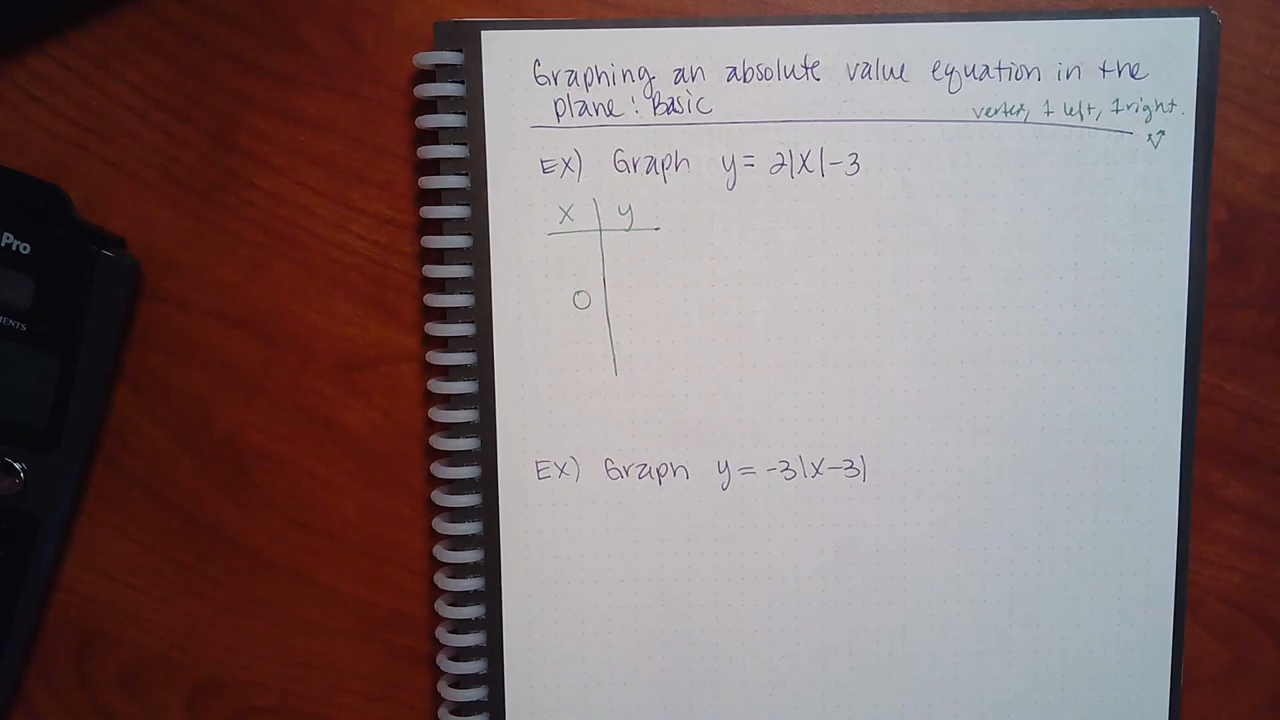 Graphing an absolute value equation in the
plane: Basic
vertex, 1 left, 1 right.
EX) Graph y = 2|x|-3
x y
0
EX) Graph y = -3|x-3|
Pro